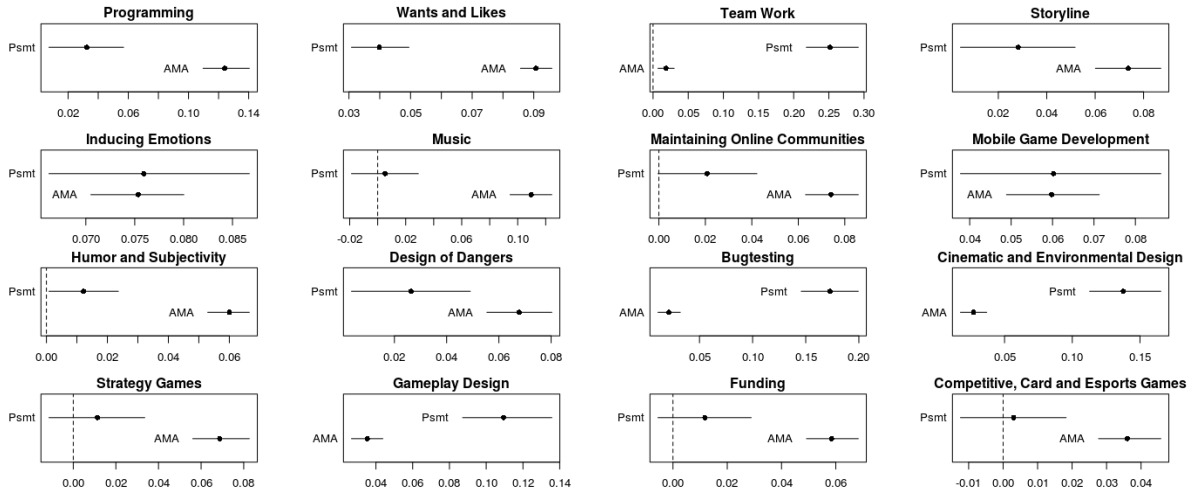 Programming Wants and Likes Team Work Storyline
Psmt Psmt Psmt Psmt
AMA AMA AMA AMA
0.02 0.06 0.10 0.14 0.03 0.05 0.07 0.09 0.00 0.05 0.10 0.15 0.20 0.25 0.30 0.02 0.04 0.06 0.08
Inducing Emotions Music Maintaining Online Communities Mobile Game Development
Psmt Psmt Psmt Psmt
AMA AMA AMA AMA
0.070 0.075 0.080 0.085 -0.02 0.02 0.06 0.10 0.00 0.02 0.04 0.06 0.08 0.04 0.05 0.06 0.07 0.08
Humor and Subjectivity Design of Dangers Bugtesting Cinematic and Environmental Design
Psmt Psmt Psmt Psmt
AMA AMA AMA AMA
0.00 0.02 0.04 0.06 0.02 0.04 0.06 0.08 0.05 0.10 0.15 0.20 0.05 0.10 0.15
Strategy Games Gameplay Design Funding Competitive, Card and Esports Games
Psmt Psmt Psmt Psmt
AMA AMA AMA AMA
0.00 0.02 0.04 0.06 0.08 0.04 0.06 0.08 0.10 0.12 0.14 0.00 0.02 0.04 0.06 -0.01 0.00 0.01 0.02 0.03 0.04